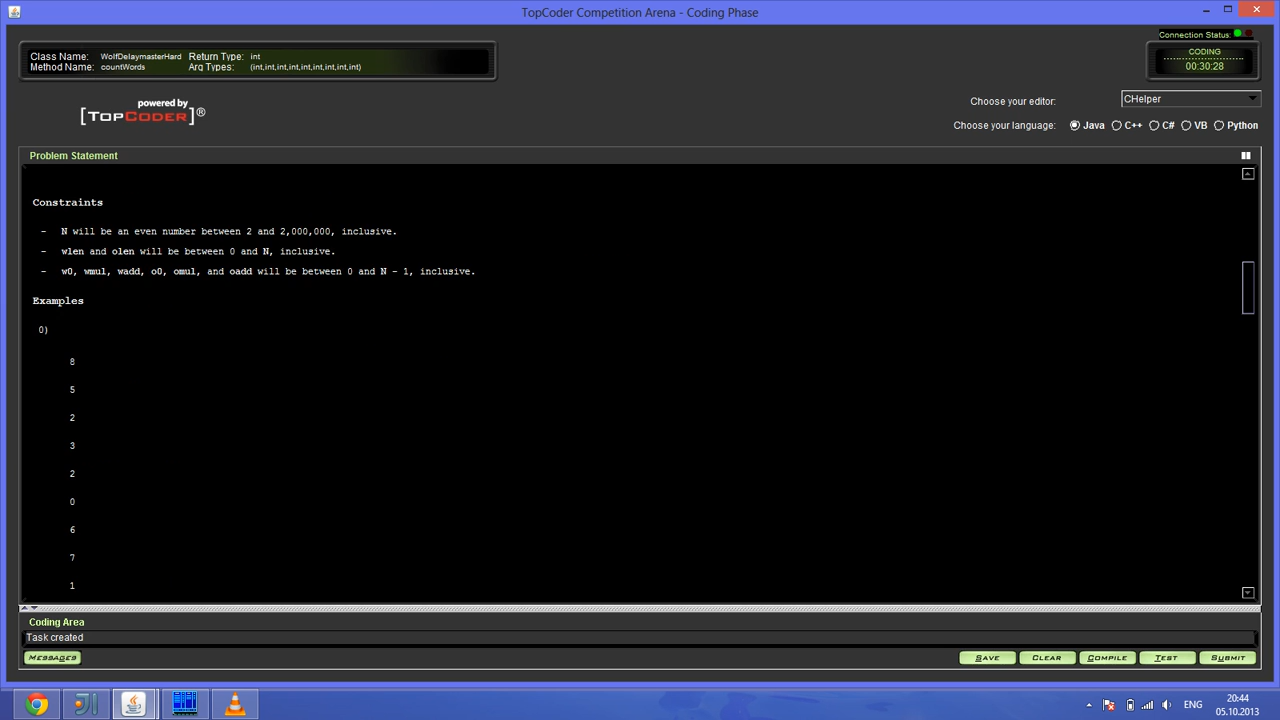 TopCoder Competition Arena - Coding Phase
Connection Status:
Class Name: WolfDelaymasterHard Return Type: int
Method Name: countWords Arg Types: (int,int,int,int,int,int,int,int,int)
CODING
00:30:28
powered by
[TOPCODER]®
Choose your editor: CHelper
Choose your language: Java C++ C# VB Python
Problem Statement
Constraints
- N will be an even number between 2 and 2,000,000, inclusive.
- wlen and olen will be between 0 and N, inclusive.
- w0, wmul, wadd, o0, omul, and oadd will be between 0 and N - 1, inclusive.
Examples
0)
8
5
2
3
2
0
6
7
1
Coding Area
Task created
MESSAGES SAVE CLEAR COMPILE TEST SUBMIT
ENG 20:44
05.10.2013